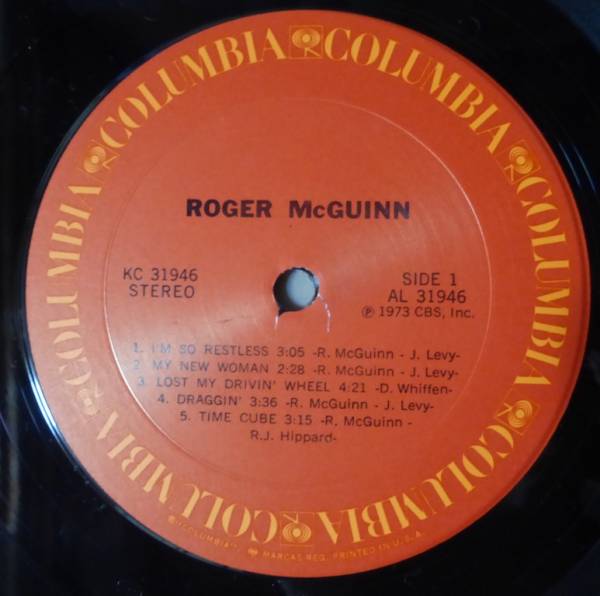 COLUMBIA COLUMBIA COLUMBIA COLUMBIA COLUMBIA COLUMBIA COLUMBIA
ROGER McGUINN
KC 31946
STEREO
SIDE 1
AL 31946
Ⓟ 1973 CBS, Inc.
1. I'M SO RESTLESS 3:05 -R. McGuinn - J. Levy-
2. MY NEW WOMAN 2:28 -R. McGuinn - J. Levy-
3. LOST MY DRIVIN' WHEEL 4:21 -D. Whiffen-
4. DRAGGIN' 3:36 -R. McGuinn - J. Levy-
5. TIME CUBE 3:15 -R. McGuinn -
R.J. Hippard-
"COLUMBIA" MARCAS REG. PRINTED IN U.S.A.